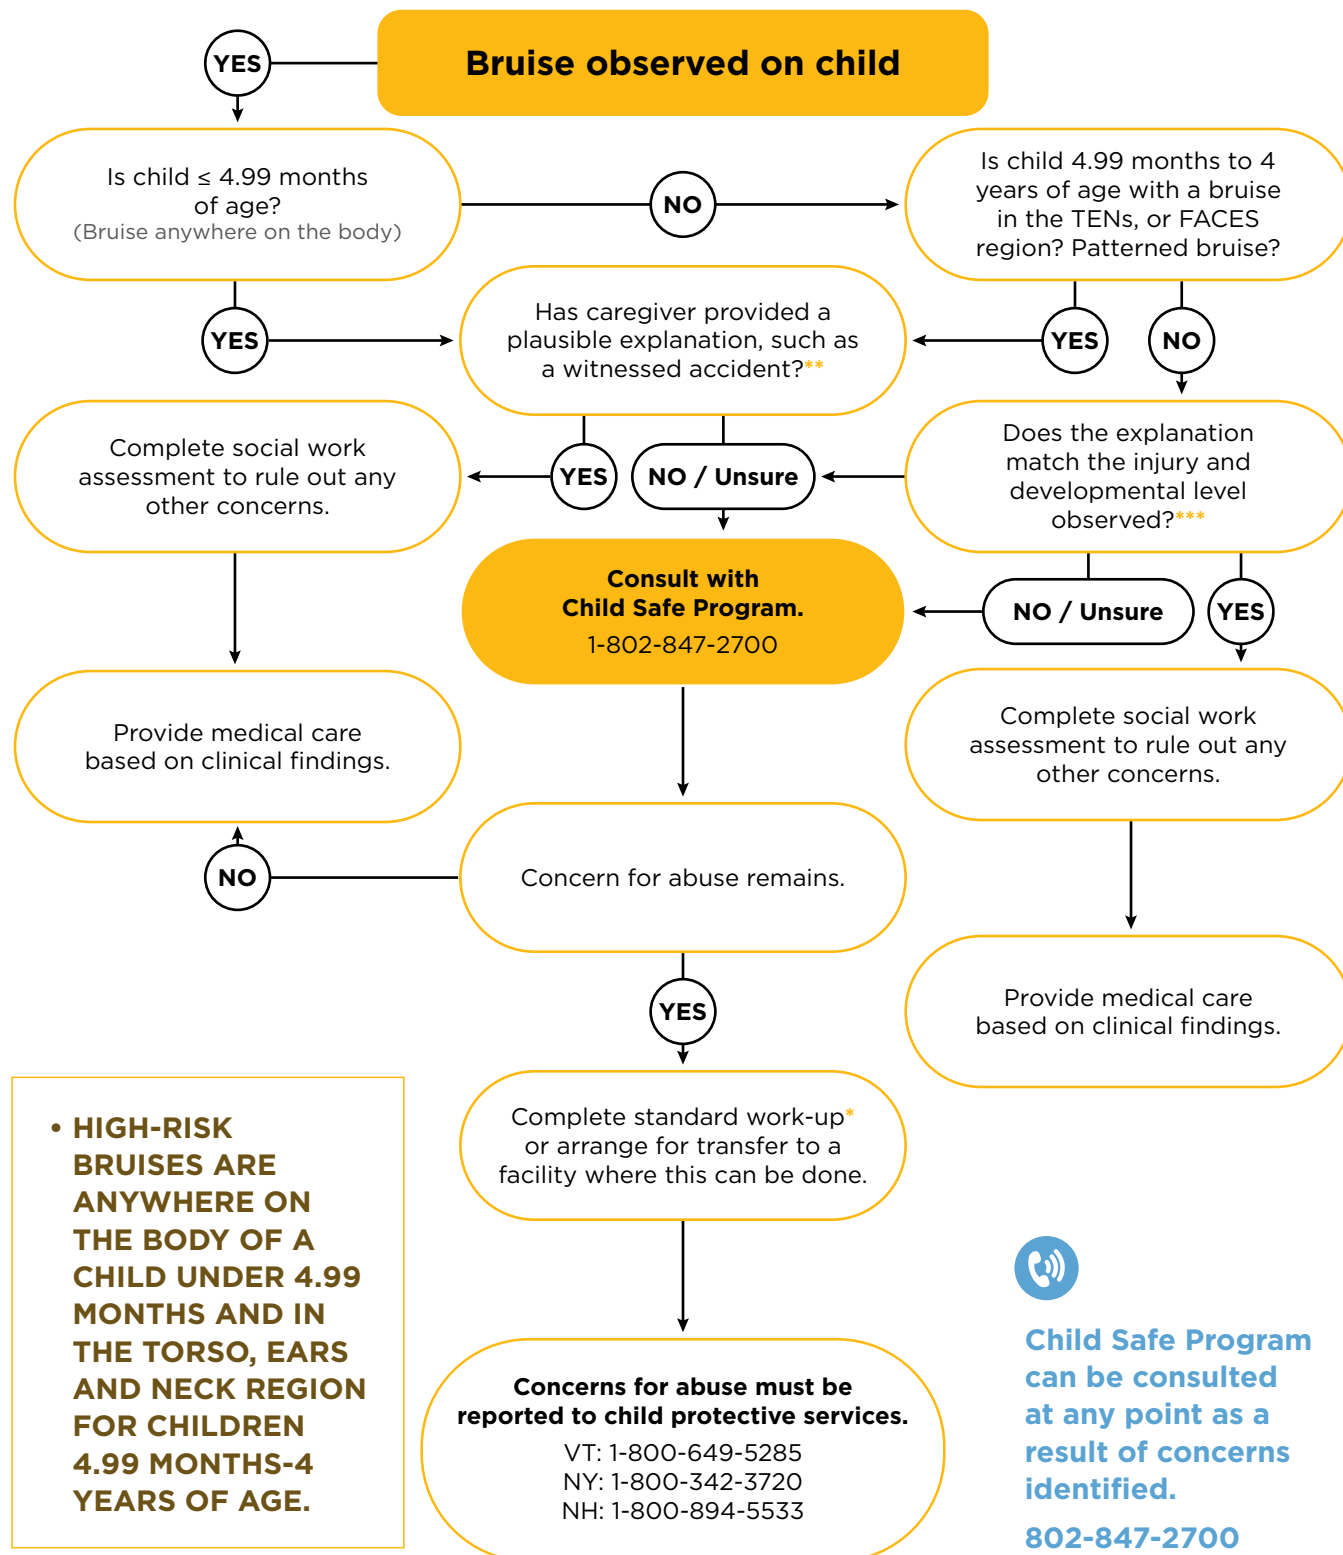 Bruise observed on child
YES
Is child ≤ 4.99 months
of age?
(Bruise anywhere on the body)
NO
Is child 4.99 months to 4
years of age with a bruise
in the TENs, or FACES
region? Patterned bruise?
YES
Has caregiver provided a
plausible explanation, such as
a witnessed accident?**
YES
NO
Complete social work
assessment to rule out any
other concerns.
YES
NO / Unsure
Does the explanation
match the injury and
developmental level
observed?***
Consult with
Child Safe Program.
1-802-847-2700
NO / Unsure
YES
Provide medical care
based on clinical findings.
Complete social work
assessment to rule out any
other concerns.
NO
Concern for abuse remains.
YES
Provide medical care
based on clinical findings.
Complete standard work-up*
or arrange for transfer to a
facility where this can be done.
• HIGH-RISK
BRUISES ARE
ANYWHERE ON
THE BODY OF A
CHILD UNDER 4.99
MONTHS AND IN
THE TORSO, EARS
AND NECK REGION
FOR CHILDREN
4.99 MONTHS-4
YEARS OF AGE.
Concerns for abuse must be
reported to child protective services.
VT: 1-800-649-5285
NY: 1-800-342-3720
NH: 1-800-894-5533
Child Safe Program
can be consulted
at any point as a
result of concerns
identified.
802-847-2700